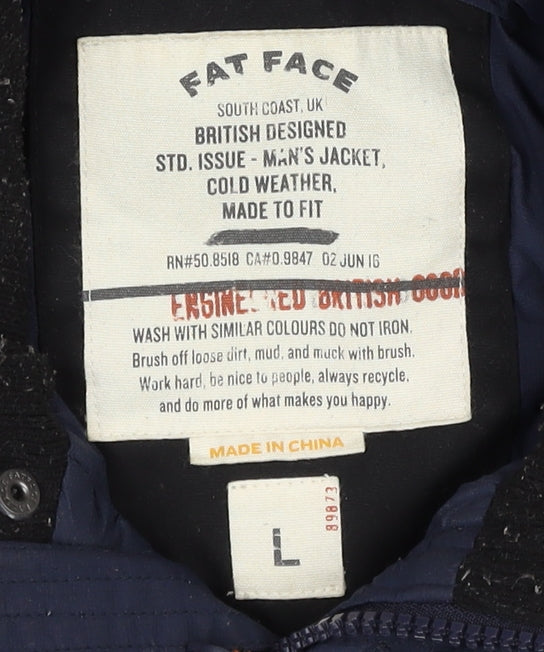 FAT FACE
SOUTH COAST, UK
BRITISH DESIGNED
STD. ISSUE - MAN'S JACKET,
COLD WEATHER,
MADE TO FIT
RN#50.8518 CA#0.9847 02 JUN 16
ENGINEERED BRITISH GOOD
WASH WITH SIMILAR COLOURS DO NOT IRON.
Brush off loose dirt, mud, and muck with brush.
Work hard, be nice to people, always recycle,
and do more of what makes you happy.
MADE IN CHINA
89873
L